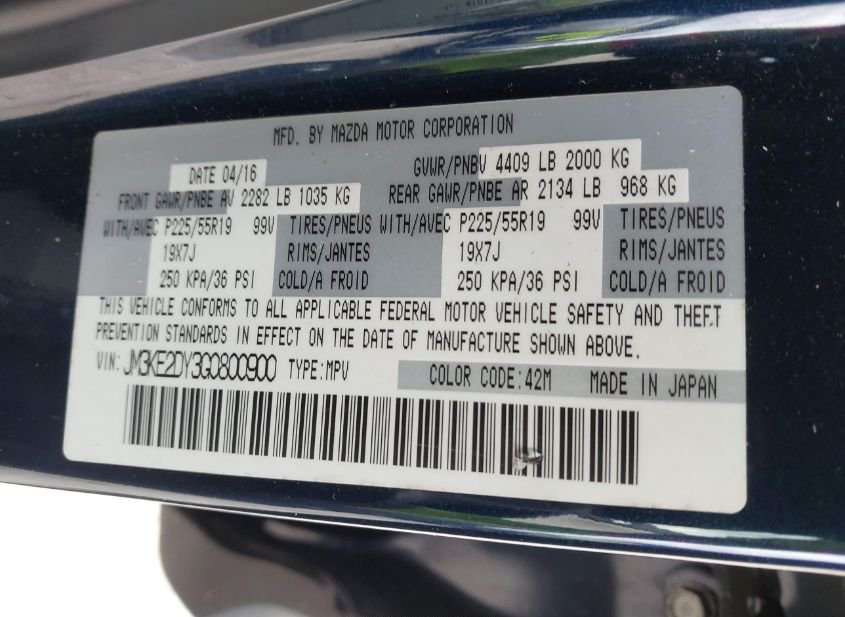 MFD. BY MAZDA MOTOR CORPORATION
DATE 04/16 GVWR/PNBV 4409 LB 2000 KG
FRONT GAWR/PNBE AV 2282 LB 1035 KG REAR GAWR/PNBE AR 2134 LB 968 KG
WITH/AVEC P225/55R19 99V TIRES/PNEUS WITH/AVEC P225/55R19 99V TIRES/PNEUS
19X7J RIMS/JANTES 19X7J RIMS/JANTES
250 KPA/36 PSI COLD/A FROID 250 KPA/36 PSI COLD/A FROID
THIS VEHICLE CONFORMS TO ALL APPLICABLE FEDERAL MOTOR VEHICLE SAFETY AND THEFT
PREVENTION STANDARDS IN EFFECT ON THE DATE OF MANUFACTURE SHOWN ABOVE.
VIN: JM3KE2DY3G0800900 TYPE:MPV COLOR CODE:42M MADE IN JAPAN